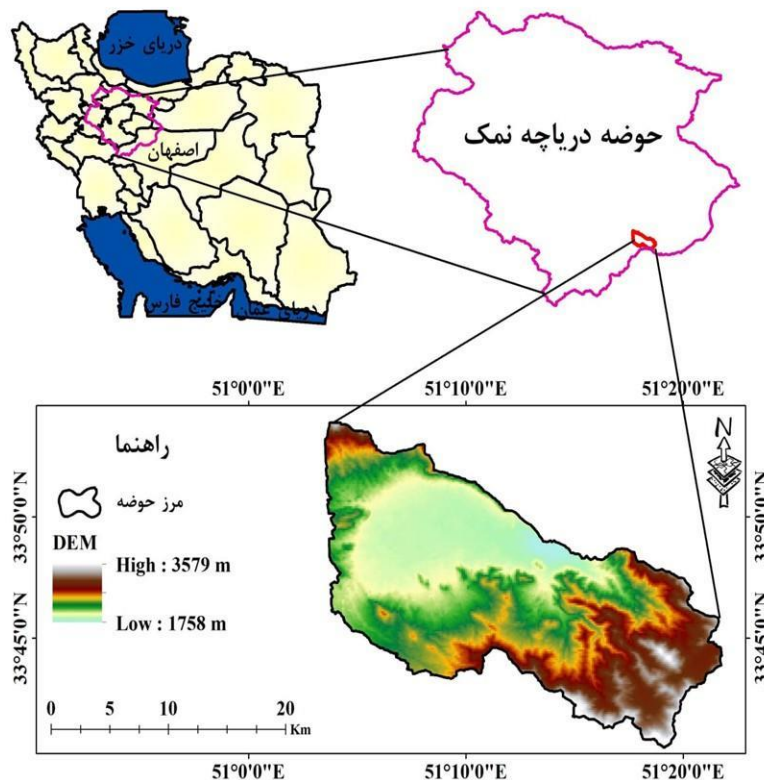 دریای خزر
اصفهان
خلیج فارس
دریای عمان
حوضه دریاچه نمک
51°0'0"E
51°10'0"E
51°20'0"E
راهنما
مرز حوضه
DEM
High : 3579 m
Low : 1758 m
0 5 10 20
Km
N
33°50'0"N
33°45'0"N
33°50'0"N
33°45'0"N
51°0'0"E
51°10'0"E
51°20'0"E